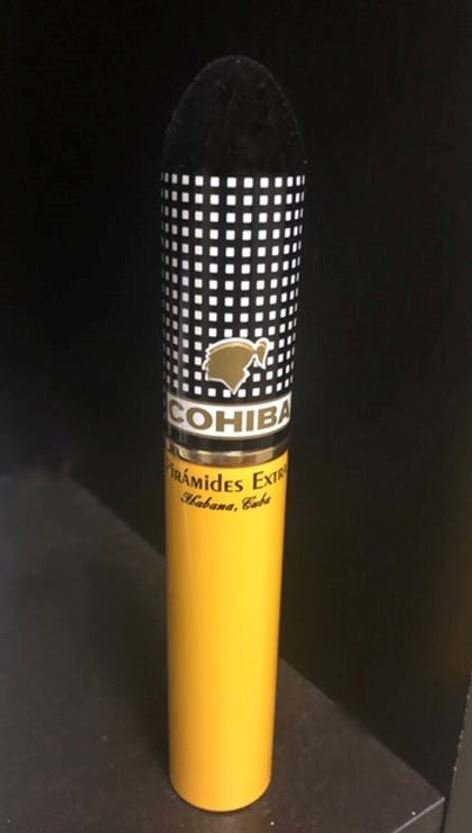 COHIBA
PIRÁMIDES EXTRA
Habana, Cuba